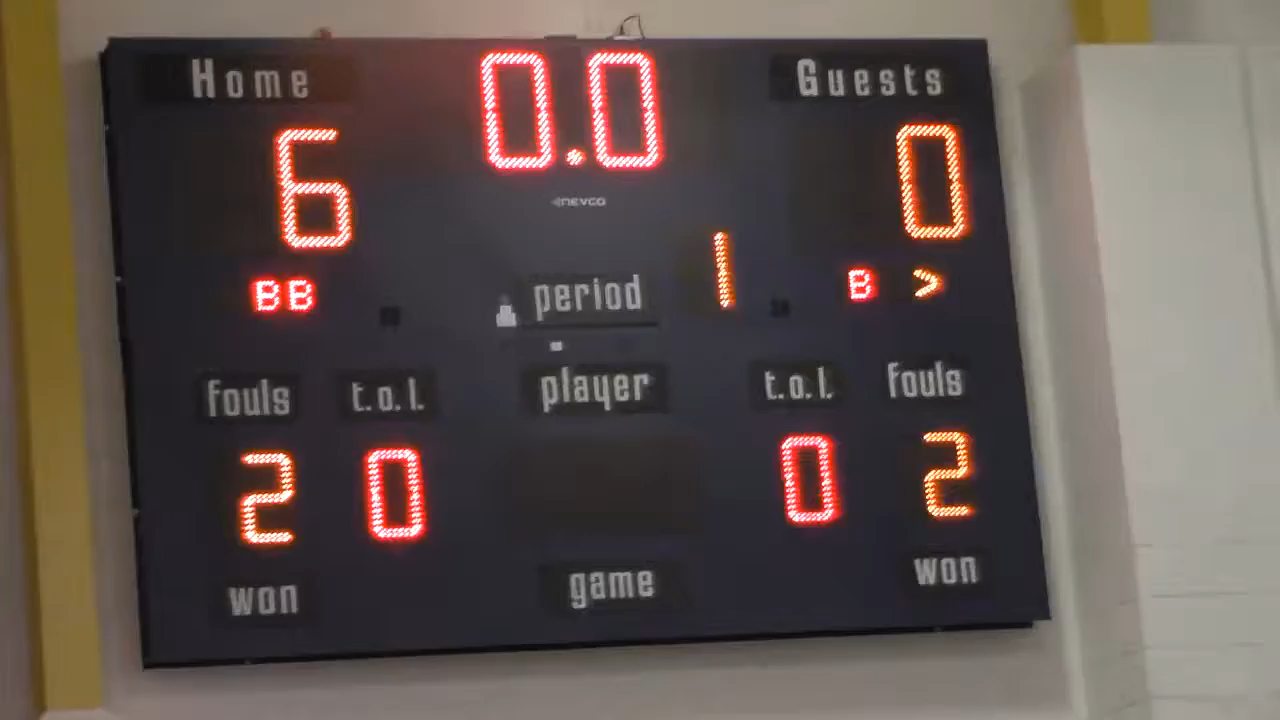 Home 0.0 Guests
6 0
NEVCO
BB period 1 B >
fouls t.o.l. player t.o.l. fouls
2 0 0 2
won game won